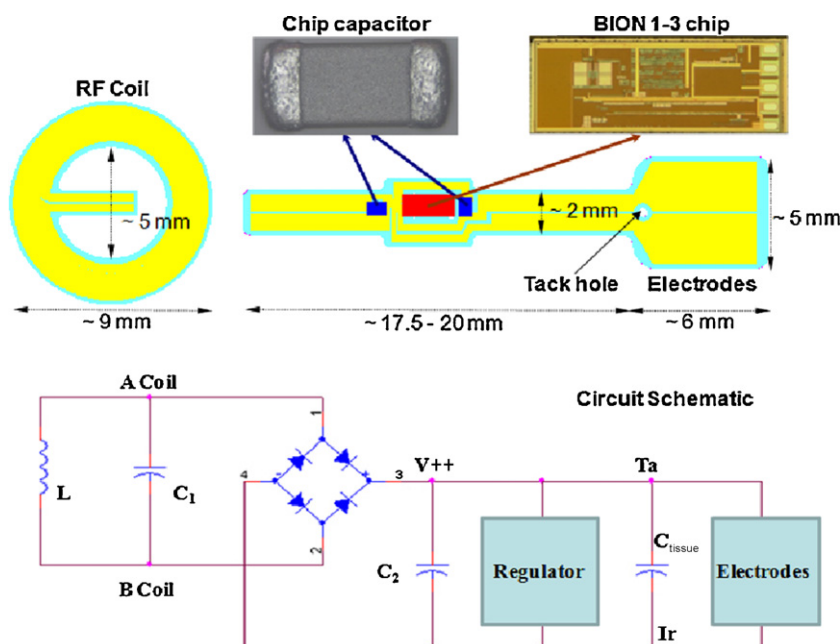 Chip capacitor
BION 1-3 chip
RF Coil
~ 5 mm
~ 2 mm
~ 5 mm
Tack hole
Electrodes
~ 9 mm
~17.5 - 20 mm
~ 6 mm
A Coil
Circuit Schematic
1
4
-
+
3
V++
Ta
L
C1
2
C2
Regulator
Ctissue
Electrodes
B Coil
Ir